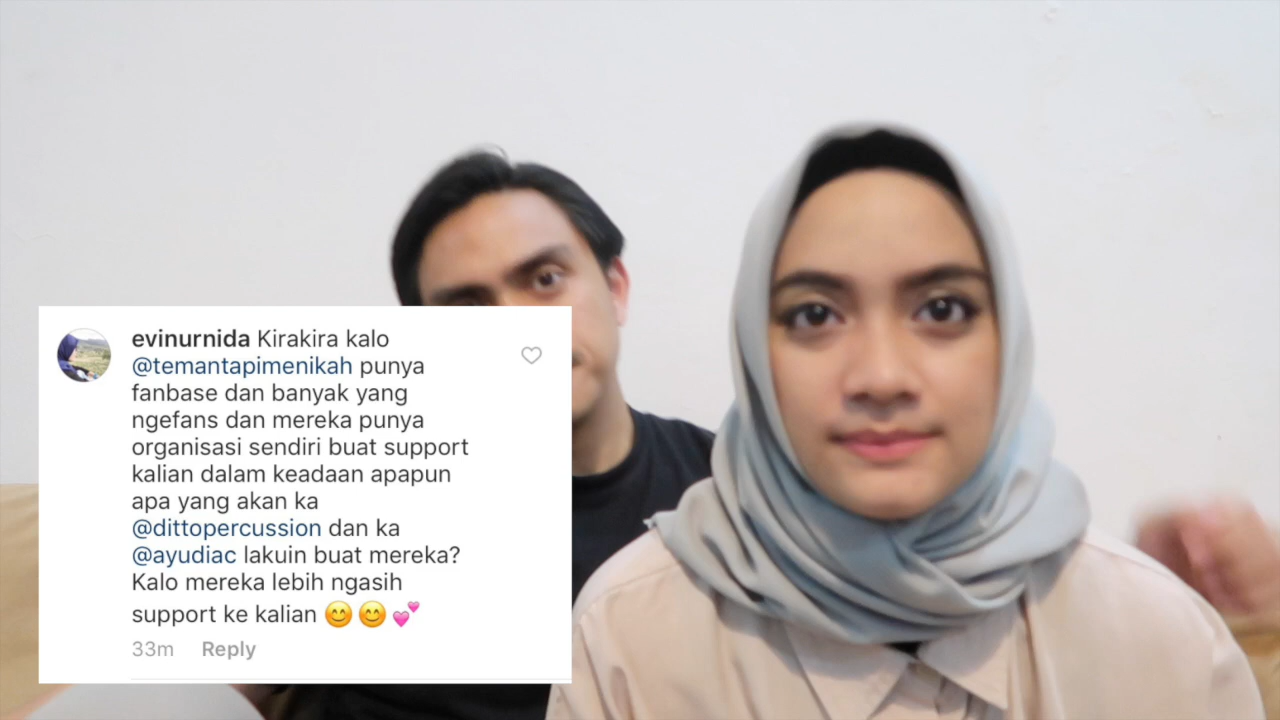 evinurnida Kirakira kalo
@temantapimenikah punya
fanbase dan banyak yang
ngefans dan mereka punya
organisasi sendiri buat support
kalian dalam keadaan apapun
apa yang akan ka
@dittopercussion dan ka
@ayudiac lakuin buat mereka?
Kalo mereka lebih ngasih
support ke kalian 😊 😊 💕
33m Reply